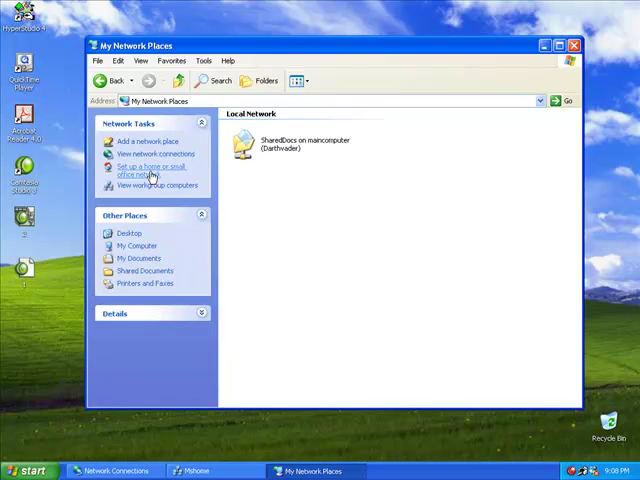 HyperStudio 4
QuickTime
Player
Acrobat
Reader 4.0
Camtasia
Studio 3
2
1
My Network Places
File Edit View Favorites Tools Help
Back Search Folders
Address My Network Places Go
Network Tasks
Add a network place
View network connections
Set up a home or small
office network
View workgroup computers
Other Places
Desktop
My Computer
My Documents
Shared Documents
Printers and Faxes
Details
Local Network
SharedDocs on maincomputer
(Darthvader)
Recycle Bin
start Network Connections Mshome My Network Places 9:08 PM